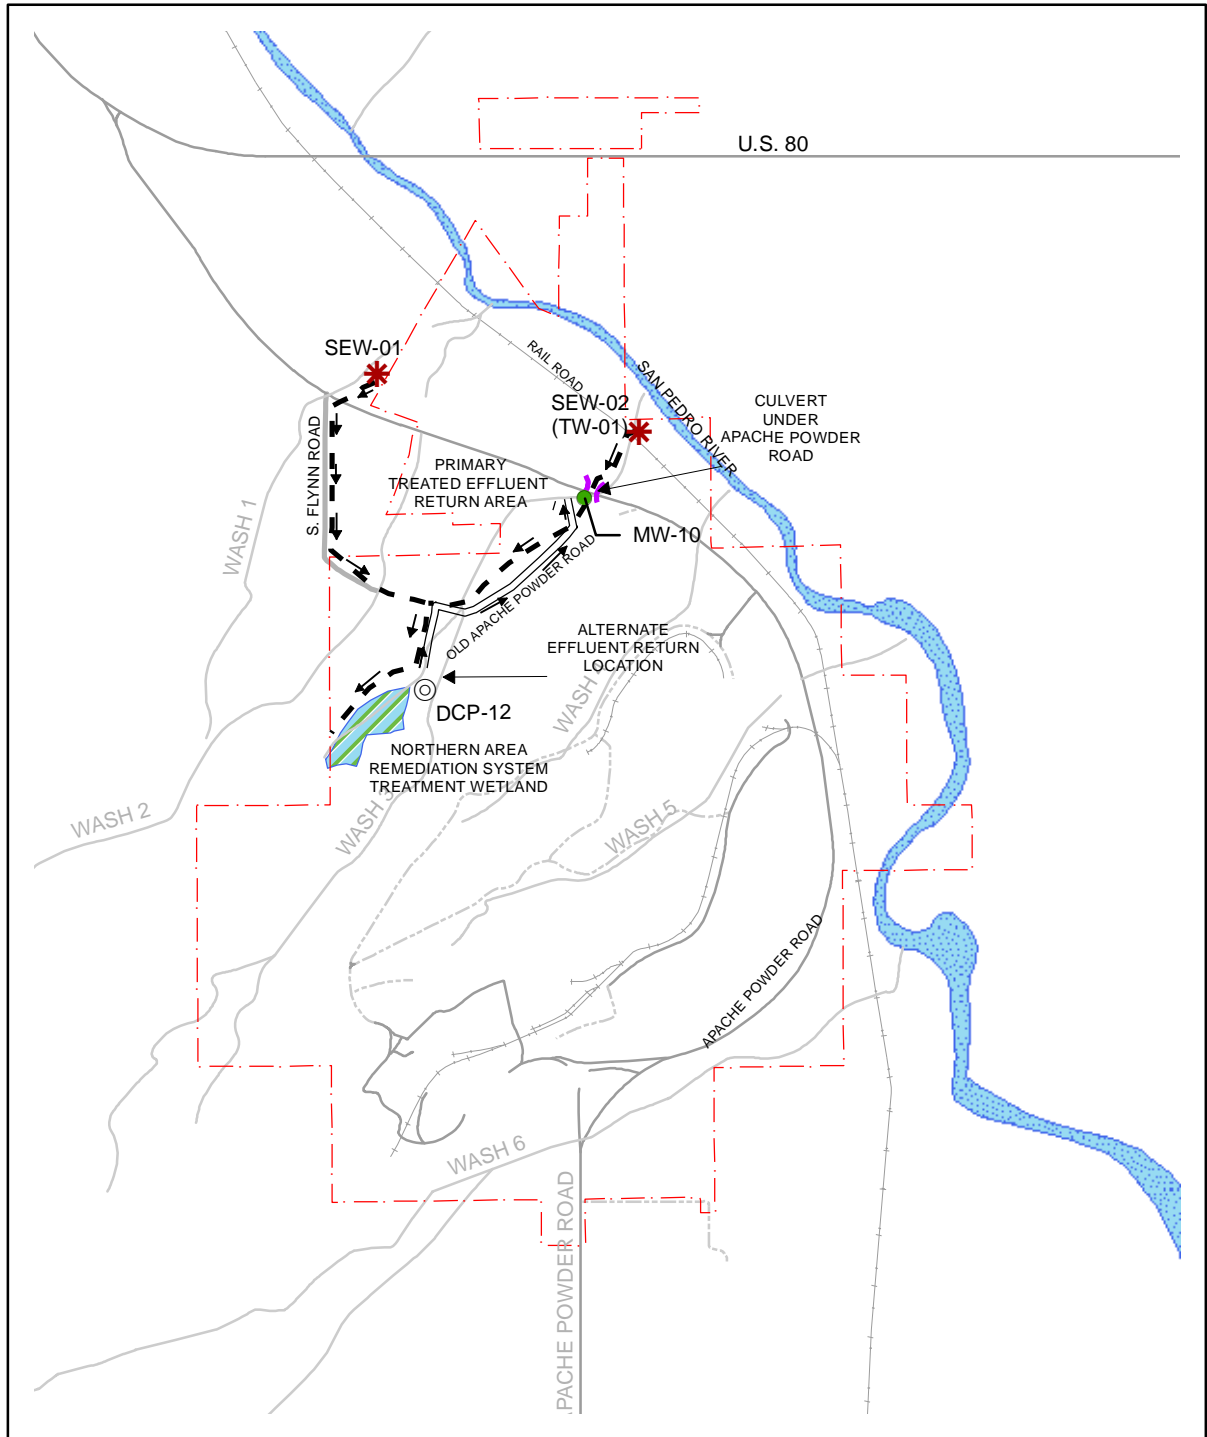 U.S. 80
SEW-01
RAIL ROAD
SAN PEDRO RIVER
SEW-02
(TW-01)
CULVERT
UNDER
APACHE POWDER
ROAD
S. FLYNN ROAD
PRIMARY
TREATED EFFLUENT
RETURN AREA
WASH 1
MW-10
OLD APACHE POWDER ROAD
ALTERNATE
EFFLUENT RETURN
LOCATION
WASH
DCP-12
NORTHERN AREA
REMEDIATION SYSTEM
TREATMENT WETLAND
WASH 2
WASH 3
WASH 5
APACHE POWDER ROAD
WASH 6
PACHE POWDER ROAD